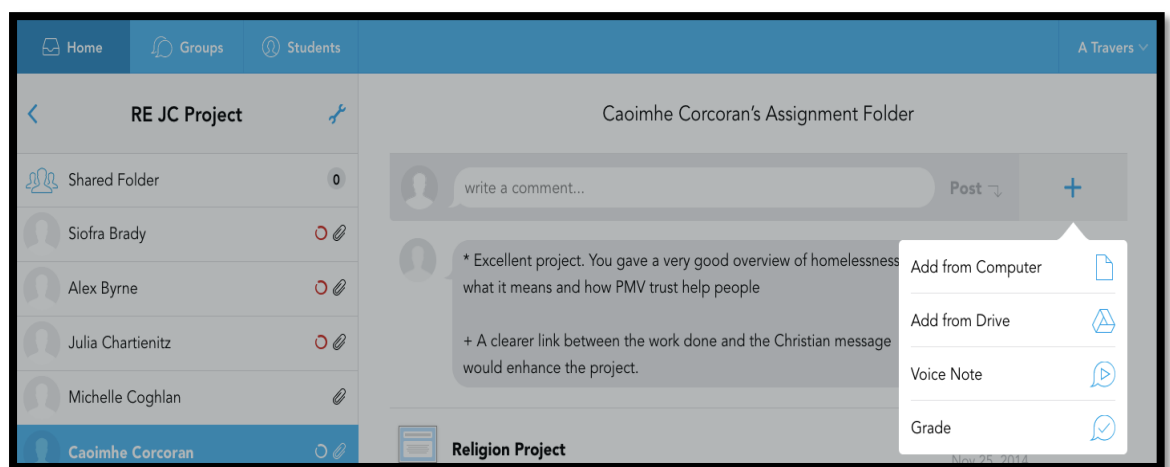 Home Groups Students A Travers
RE JC Project
Caoimhe Corcoran's Assignment Folder
Shared Folder 0
write a comment... Post
Siofra Brady
* Excellent project. You gave a very good overview of homelessness
what it means and how PMV trust help people
Add from Computer
Alex Byrne
Add from Drive
Julia Chartienitz
+ A clearer link between the work done and the Christian message
would enhance the project.
Voice Note
Michelle Coghlan
Grade
Caoimhe Corcoran
Religion Project
Nov 25, 2014